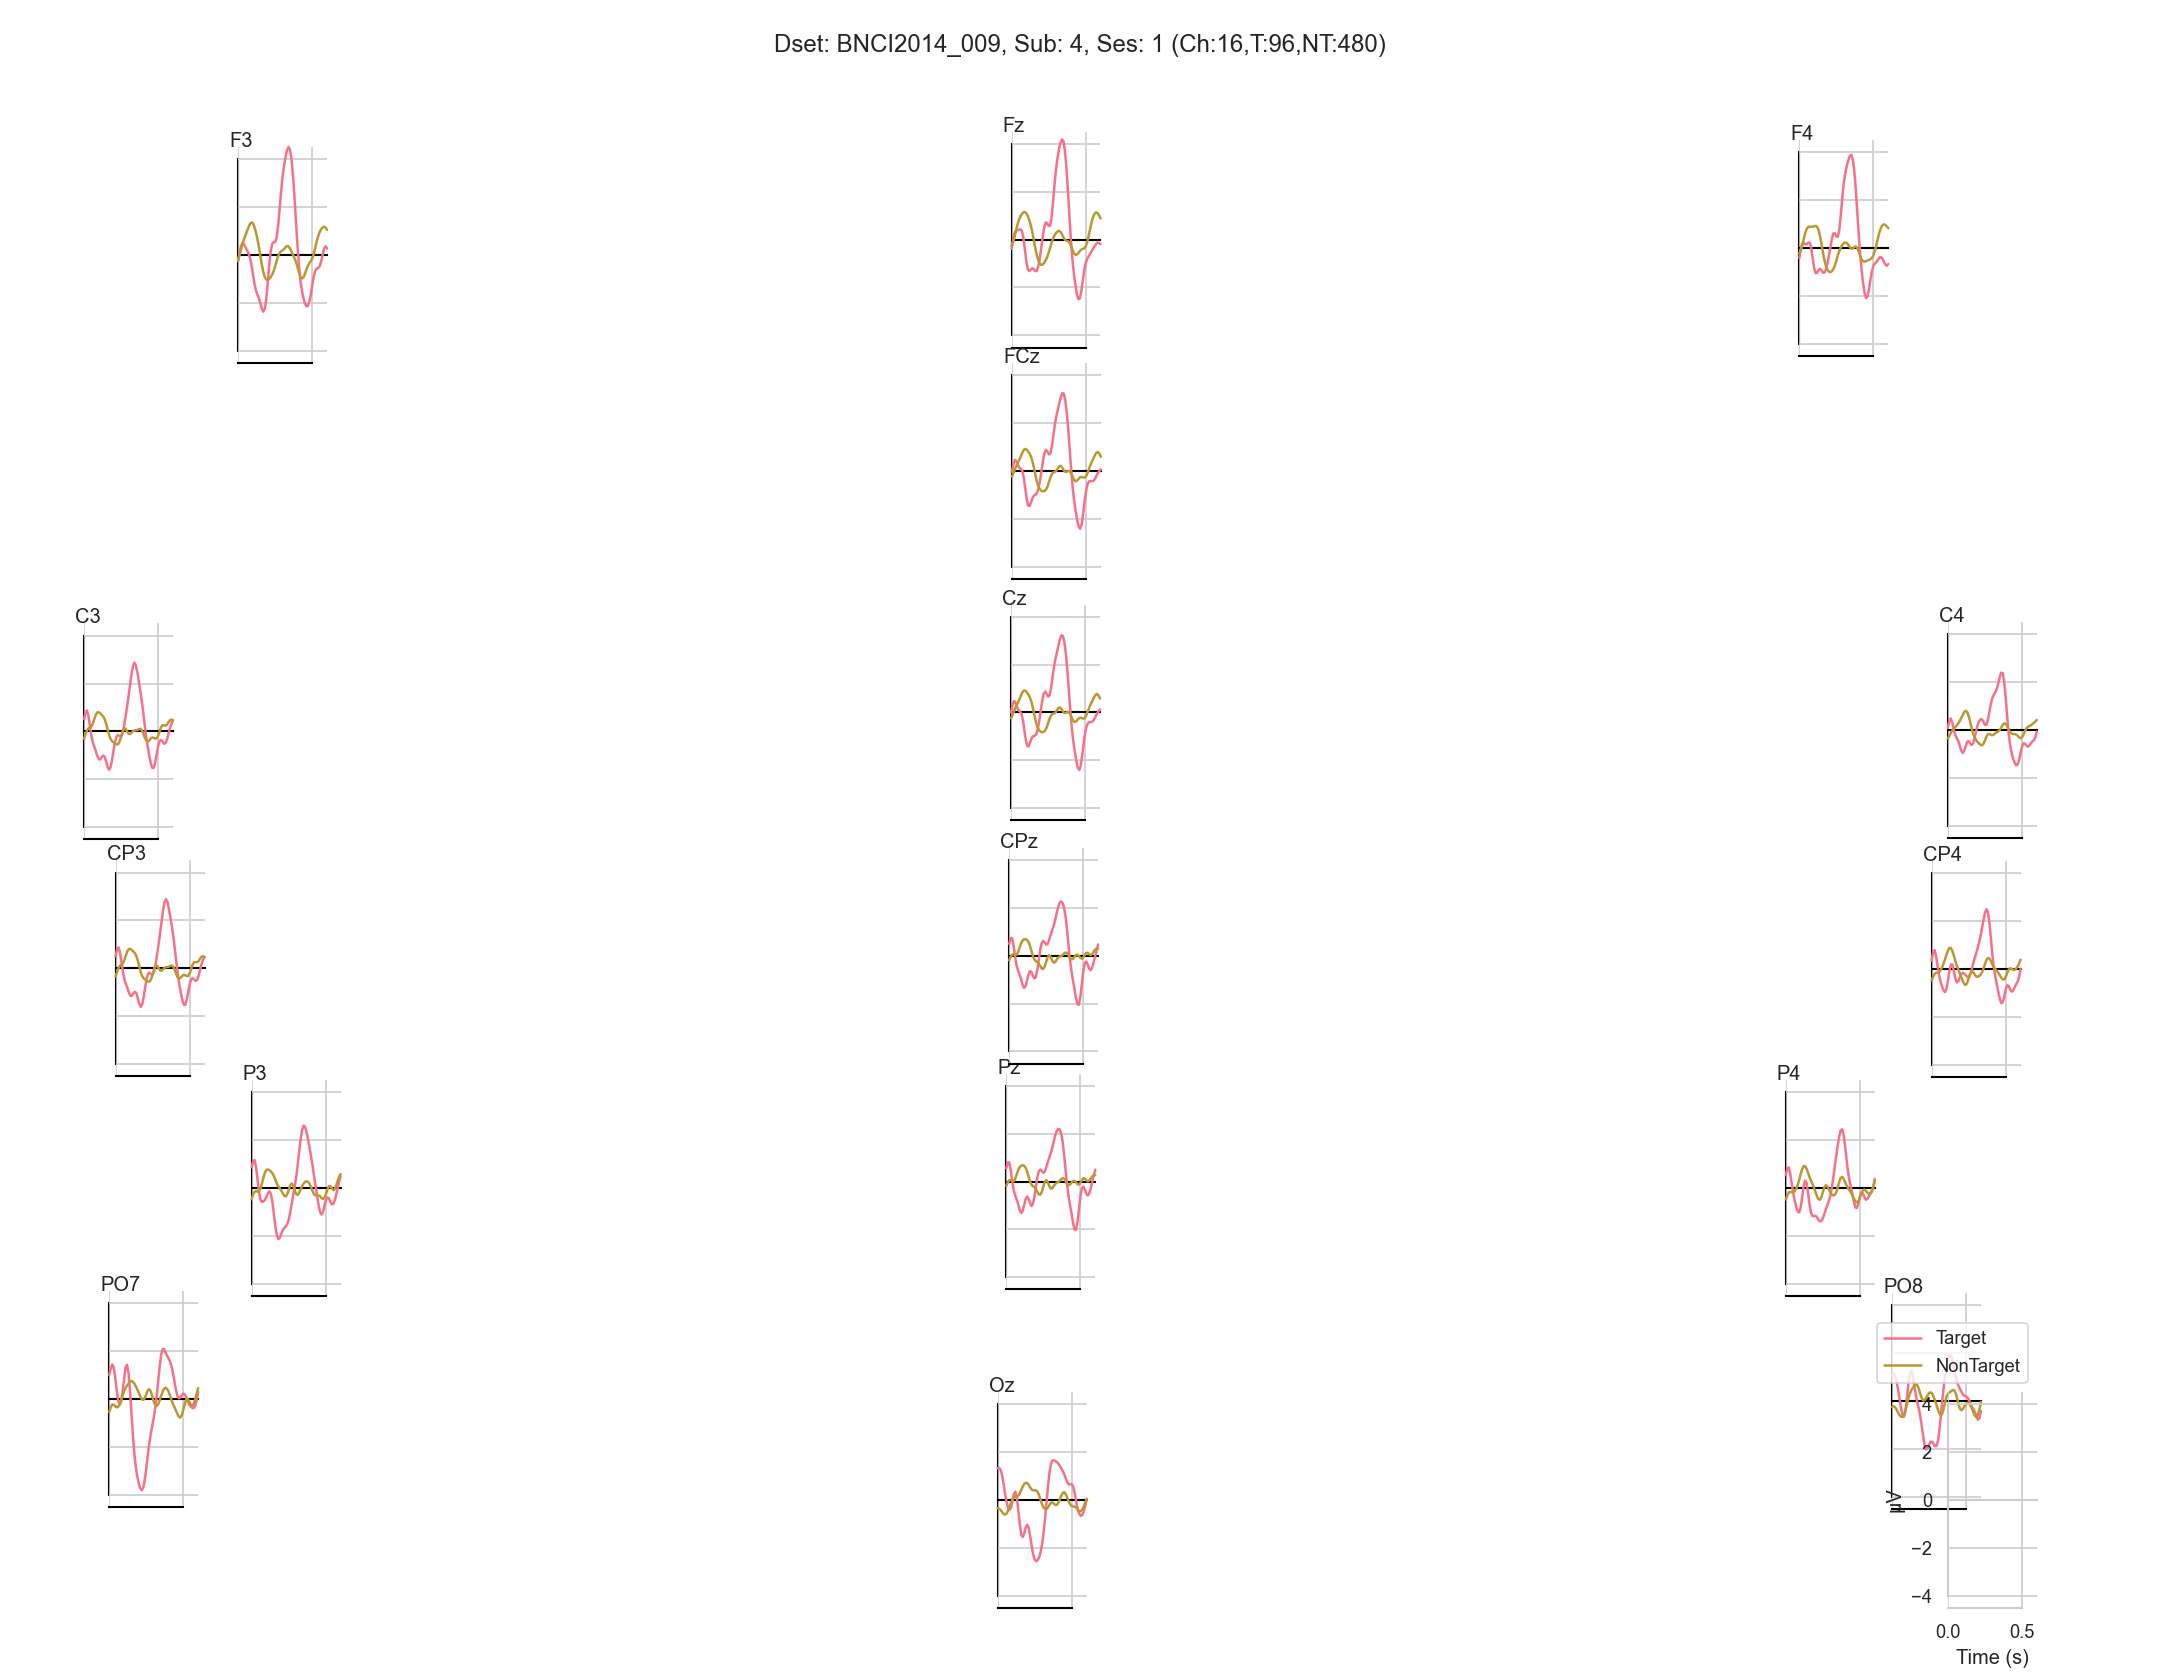 Dset: BNCI2014_009, Sub: 4, Ses: 1 (Ch:16,T:96,NT:480)
F3
Fz
F4
FCz
C3
Cz
C4
CP3
CPz
CP4
P3
Pz
P4
PO7
PO8
Target
NonTarget
Oz
4
2
0
−2
−4
µV
0.0 0.5
Time (s)